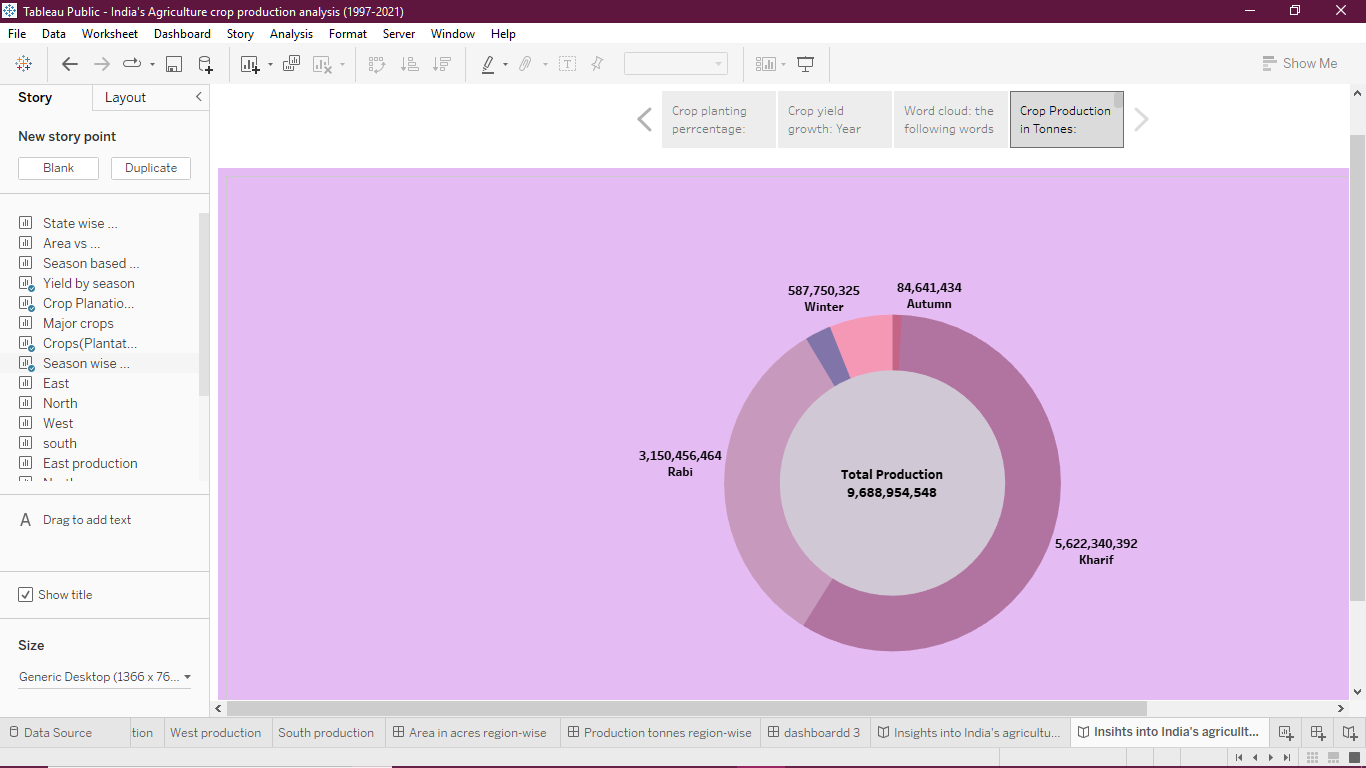 Tableau Public - India's Agriculture crop production analysis (1997-2021)
File Data Worksheet Dashboard Story Analysis Format Server Window Help
Show Me
Story Layout
New story point
Blank Duplicate
State wise ...
Area vs ...
Season based ...
Yield by season
Crop Planatio...
Major crops
Crops(Plantat...
Season wise ...
East
North
West
south
East production
A Drag to add text
Show title
Size
Generic Desktop (1366 x 76...
Crop planting
perrcentage:
Crop yield
growth: Year
Word cloud: the
following words
Crop Production
in Tonnes:
587,750,325
Winter
84,641,434
Autumn
3,150,456,464
Rabi
Total Production
9,688,954,548
5,622,340,392
Kharif
Data Source tion West production South production Area in acres region-wise Production tonnes region-wise dashboardd 3 Insights into India's agricultu... Insihts into India's agricullt...